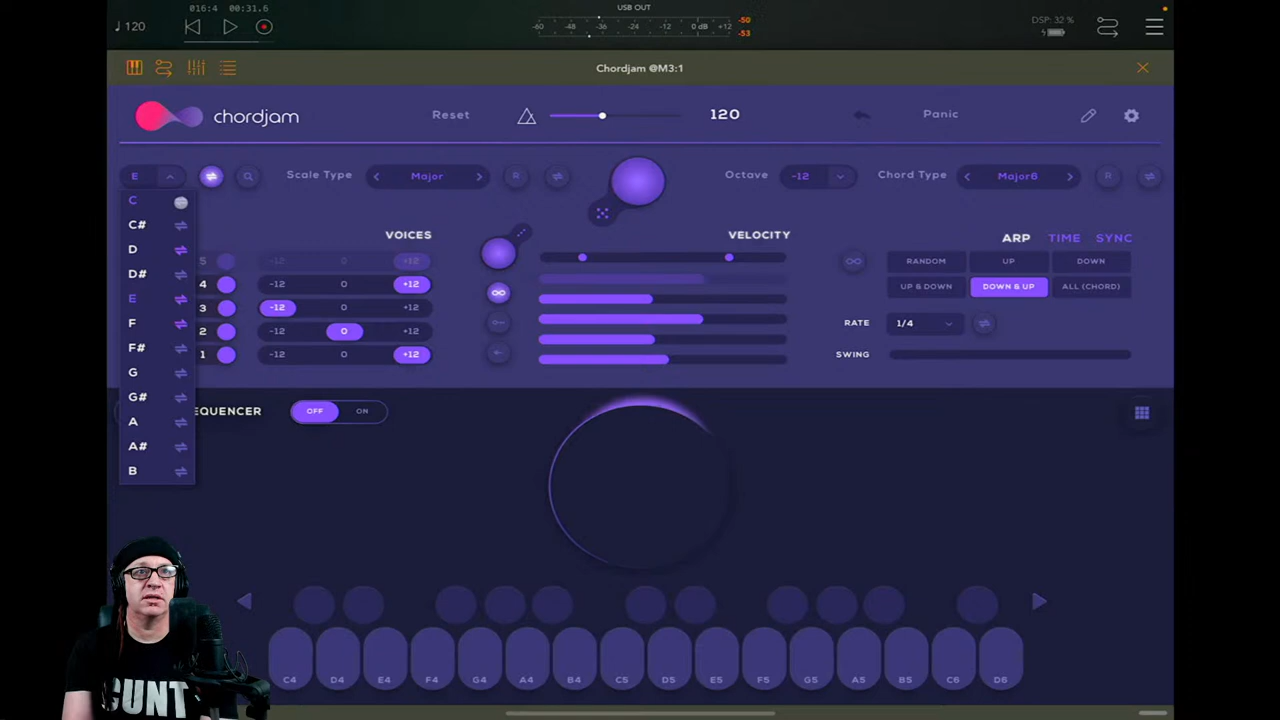 016:4 00:31.6
USB OUT
♩ 120
-60 -48 -36 -24 -12 0 dB +12
-50
-53
DSP: 32 %
Chordjam @M3:1
chordjam
Reset
120
Panic
E
Scale Type
Major
R
Octave
-12
Chord Type
Major6
R
C
C#
D
D#
E
F
F#
G
G#
A
A#
B
VOICES
5 -12 0 +12
4 -12 0 +12
3 -12 0 +12
2 -12 0 +12
1 -12 0 +12
VELOCITY
ARP TIME SYNC
RANDOM UP DOWN
UP & DOWN DOWN & UP ALL (CHORD)
RATE 1/4
SWING
EQUENCER OFF ON
C4 D4 E4 F4 G4 A4 B4 C5 D5 E5 F5 G5 A5 B5 C6 D6
CUNT